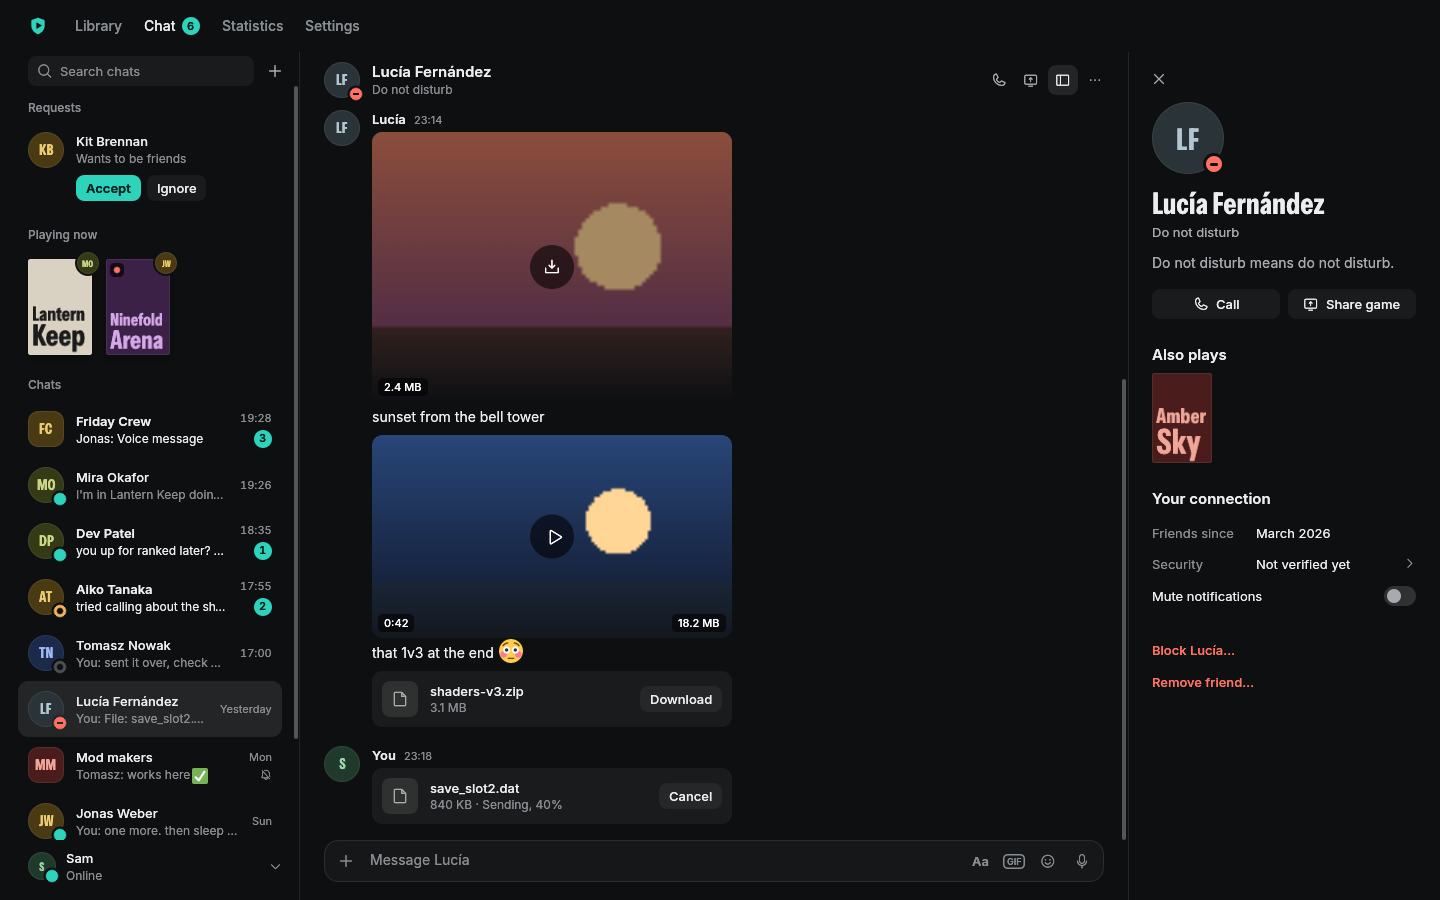 Library
Chat 6
Statistics
Settings
Search chats
Requests
KB
Kit Brennan
Wants to be friends
Accept
Ignore
Playing now
MO
Lantern
Keep
JW
Ninefold
Arena
Chats
FC
Friday Crew
19:28
Jonas: Voice message
3
MO
Mira Okafor
I'm in Lantern Keep doin...
19:26
DP
Dev Patel
18:35
you up for ranked later? ...
1
AT
Aiko Tanaka
17:55
tried calling about the sh...
2
TN
Tomasz Nowak
You: sent it over, check ...
17:00
LF
Lucía Fernández
You: File: save_slot2....
Yesterday
MM
Mod makers
Mon
Tomasz: works here✅
JW
Jonas Weber
You: one more. then sleep ...
Sun
S
Sam
Online
LF
Lucía Fernández
Do not disturb
LF
Lucía 23:14
2.4 MB
sunset from the bell tower
0:42
18.2 MB
that 1v3 at the end 😳
shaders-v3.zip
3.1 MB
Download
S
You 23:18
save_slot2.dat
840 KB · Sending, 40%
Cancel
Message Lucía
Aa
GIF
LF
Lucía Fernández
Do not disturb
Do not disturb means do not disturb.
Call
Share game
Also plays
Amber
Sky
Your connection
Friends since March 2026
Security Not verified yet
Mute notifications
Block Lucía...
Remove friend...